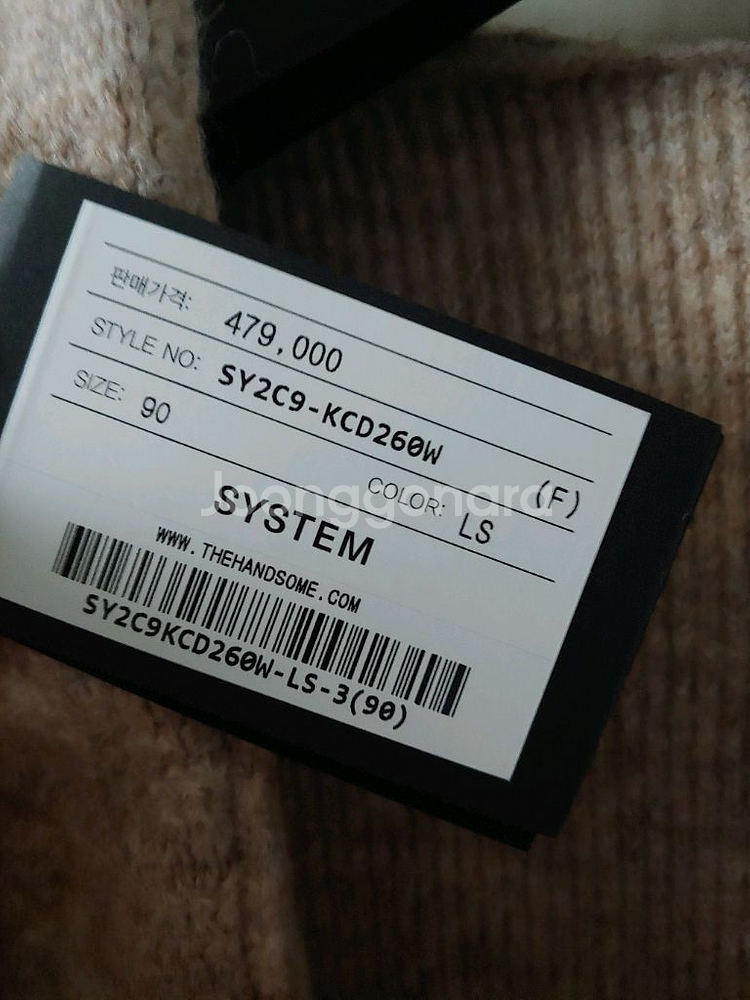 판매가격: 479,000
STYLE NO: SY2C9-KCD260W (F)
SIZE: 90 COLOR: LS
Joonggonara
SYSTEM
WWW.THEHANDSOME.COM
SY2C9KCD260W-LS-3(90)